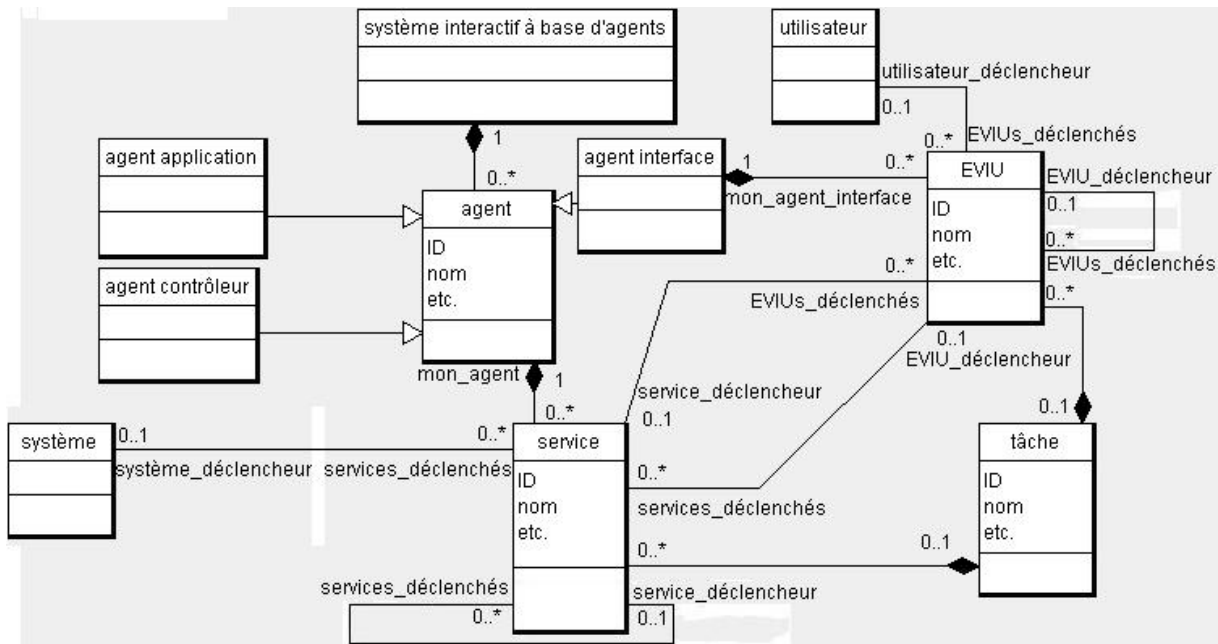 système interactif à base d'agents
utilisateur
utilisateur_déclencheur
0..1
0..*
EVIUs_déclenchés
1
0..*
agent application
agent interface
1
0..*
mon_agent_interface
EVIU
ID
nom
etc.
EVIU_déclencheur
0..1
0..*
EVIUs_déclenchés
agent
ID
nom
etc.
agent contrôleur
0..*
EVIUs_déclenchés
0..*
0..1
EVIU_déclencheur
mon_agent
1
0..*
service_déclencheur
0..1
0..1
système
0..1
0..*
système_déclencheur
services_déclenchés
service
ID
nom
etc.
0..*
services_déclenchés
tâche
ID
nom
etc.
0..*
0..1
services_déclenchés
0..*
service_déclencheur
0..1